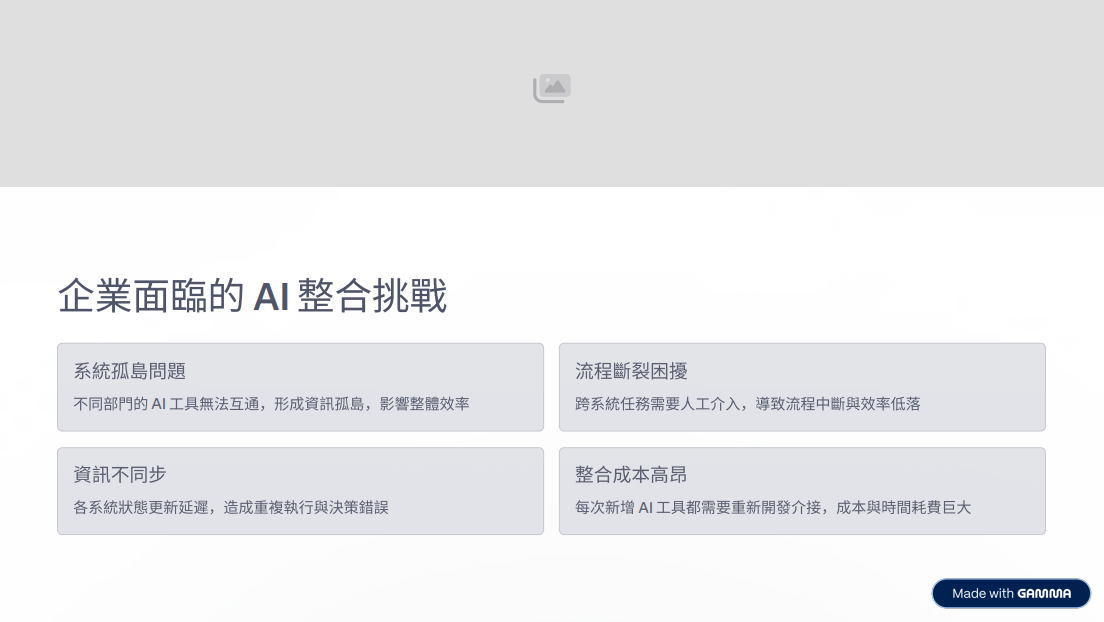 企業面臨的 AI 整合挑戰
系統孤島問題
不同部門的 AI 工具無法互通，形成資訊孤島，影響整體效率
流程斷裂困擾
跨系統任務需要人工介入，導致流程中斷與效率低落
資訊不同步
各系統狀態更新延遲，造成重複執行與決策錯誤
整合成本高昂
每次新增 AI 工具都需要重新開發介接，成本與時間耗費巨大
Made with GAMMA